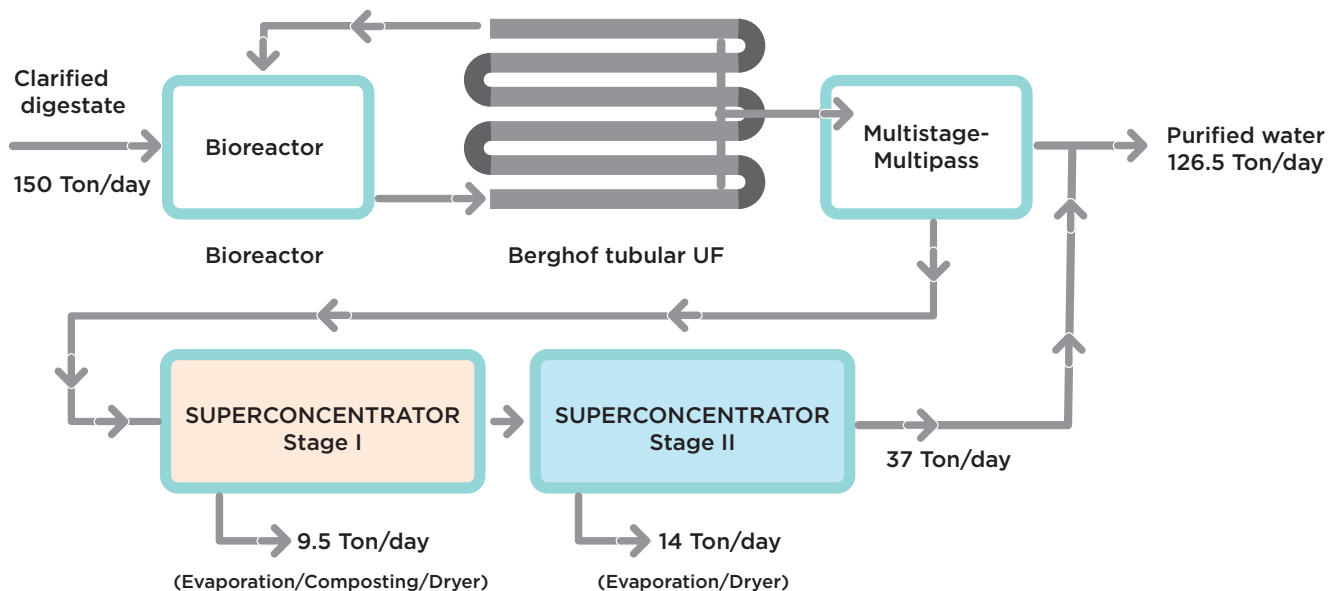 Clarified
digestate
150 Ton/day
Bioreactor
Bioreactor
Berghof tubular UF
Multistage-
Multipass
Purified water
126.5 Ton/day
SUPERCONCENTRATOR
Stage I
SUPERCONCENTRATOR
Stage II
37 Ton/day
9.5 Ton/day
(Evaporation/Composting/Dryer)
14 Ton/day
(Evaporation/Dryer)